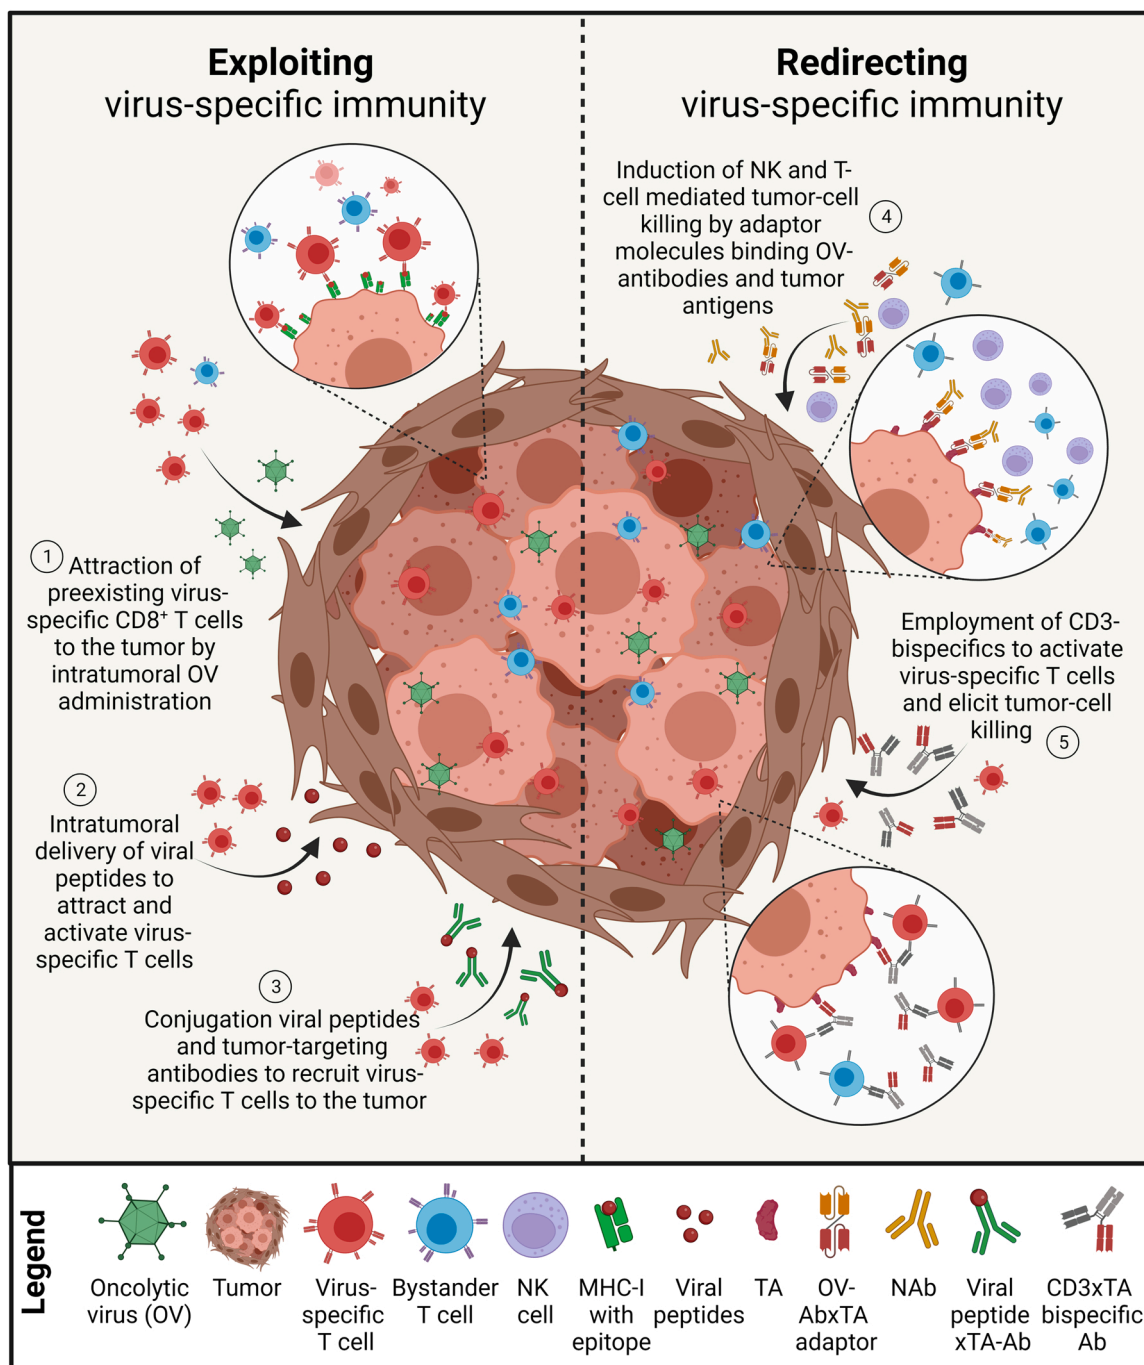 Exploiting
virus-specific immunity
Redirecting
virus-specific immunity
1
Attraction of
preexisting virus-
specific CD8⁺ T cells
to the tumor by
intratumoral OV
administration
2
Intratumoral
delivery of viral
peptides to
attract and
activate virus-
specific T cells
3
Conjugation viral peptides
and tumor-targeting
antibodies to recruit virus-
specific T cells to the tumor
Induction of NK and T-
cell mediated tumor-cell
killing by adaptor
molecules binding OV-
antibodies and tumor
antigens
4
Employment of CD3-
bispecifics to activate
virus-specific T cells
and elicit tumor-cell
killing
5
Legend
Oncolytic
virus (OV)
Tumor
Virus-
specific
T cell
Bystander
T cell
NK
cell
MHC-I
with
epitope
Viral
peptides
TA
OV-
AbxTA
adaptor
NAb
Viral
peptide
xTA-Ab
CD3xTA
bispecific
Ab